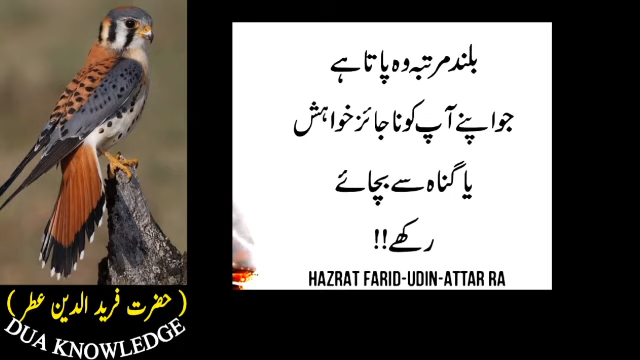 بلند مرتبہ وہ پاتا ہے
جو اپنے آپ کو ناجائز خواہش
یا گناہ سے بچائے
رکھے!!
HAZRAT FARID-UDIN-ATTAR RA
( حضرت فرید الدین عطر)
DUA KNOWLEDGE